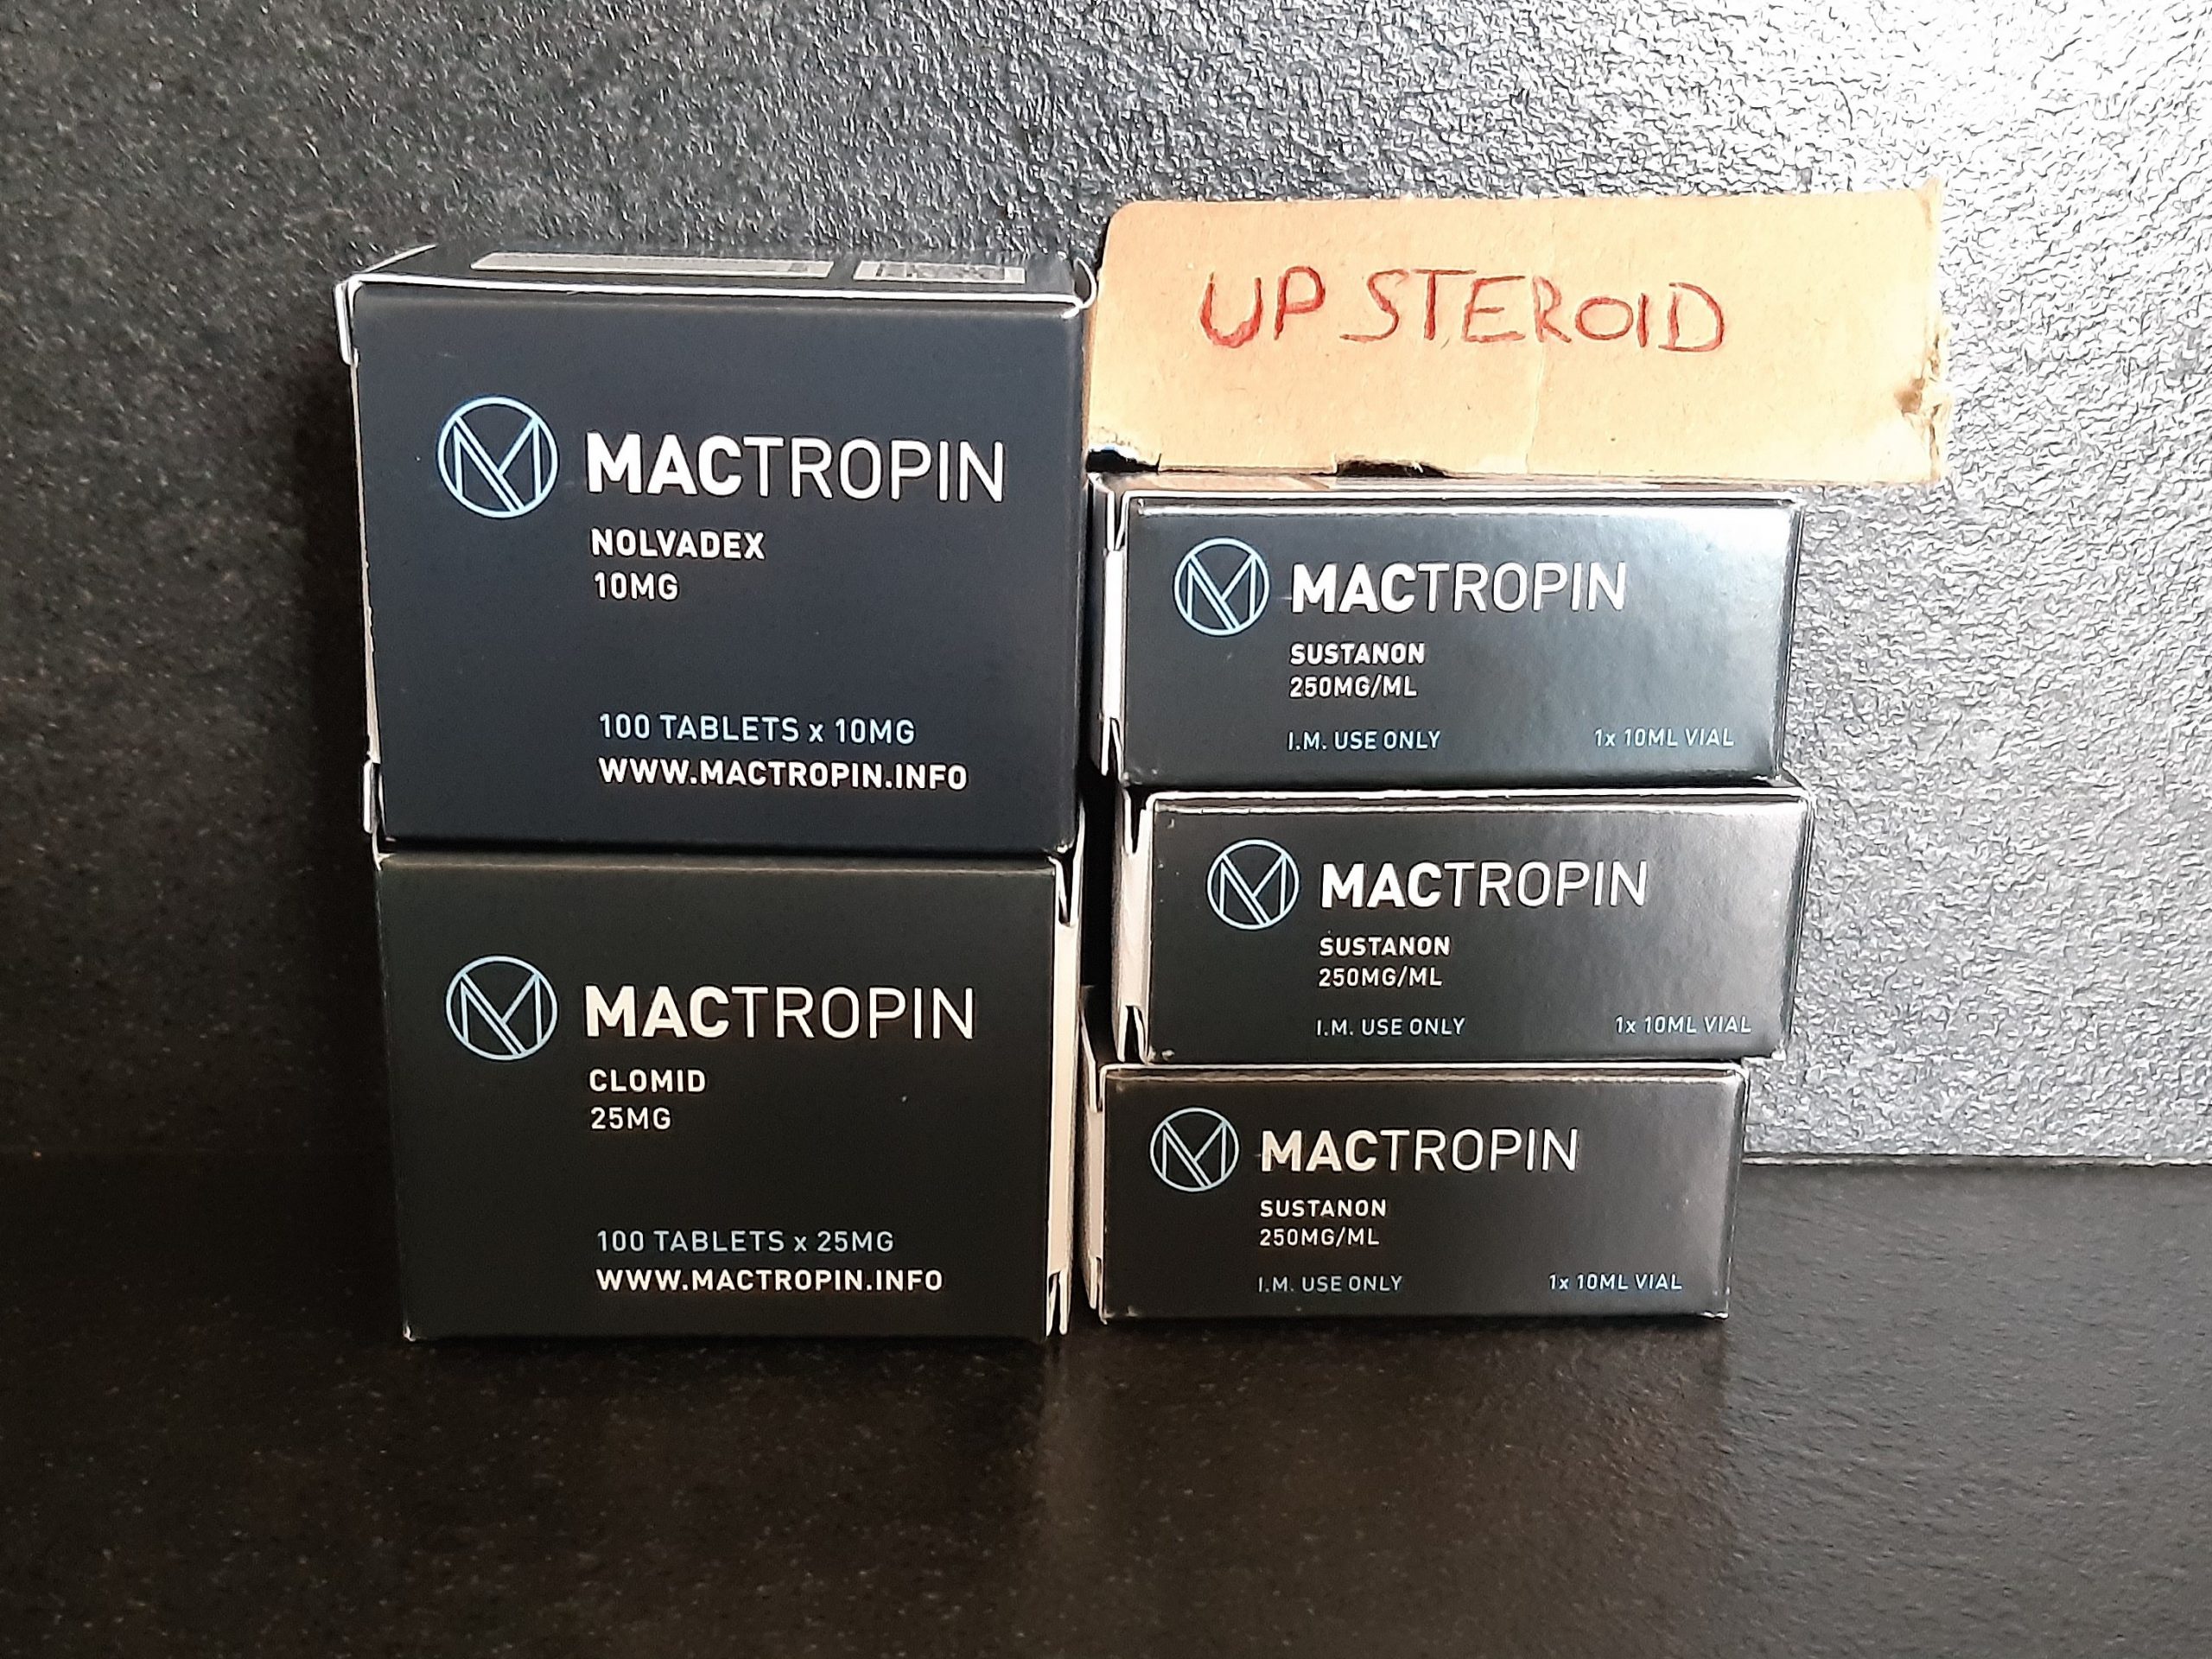 MACTROPIN
NOLVADEX
10MG
100 TABLETS x 10MG
WWW.MACTROPIN.INFO
MACTROPIN
CLOMID
25MG
100 TABLETS x 25MG
WWW.MACTROPIN.INFO
UP STEROID
MACTROPIN
SUSTANON
250MG/ML
I.M. USE ONLY 1x 10ML VIAL
MACTROPIN
SUSTANON
250MG/ML
I.M. USE ONLY 1x 10ML VIAL
MACTROPIN
SUSTANON
250MG/ML
I.M. USE ONLY 1x 10ML VIAL